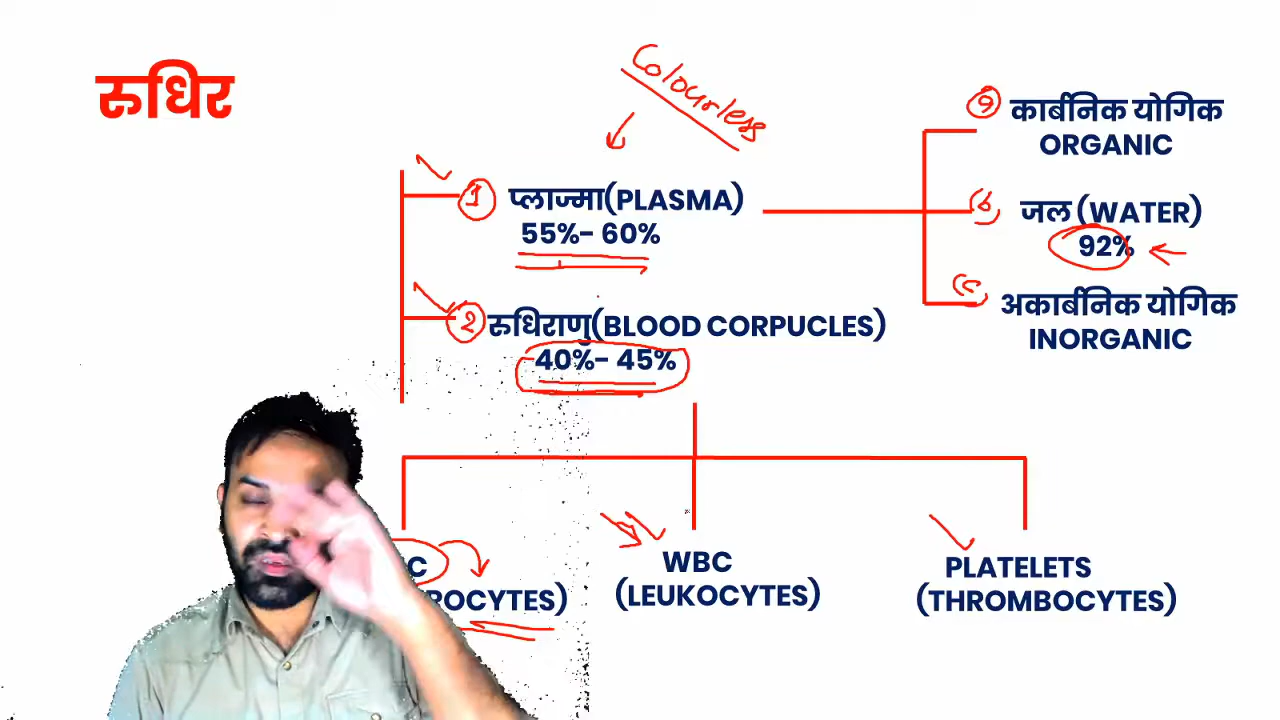 रुधिर
Colourless
1 प्लाज्मा(PLASMA)
55%- 60%
a कार्बनिक योगिक
ORGANIC
b जल (WATER)
92%
c अकार्बनिक योगिक
INORGANIC
2 रुधिराणु(BLOOD CORPUCLES)
40%- 45%
C
ROCYTES)
WBC
(LEUKOCYTES)
PLATELETS
(THROMBOCYTES)